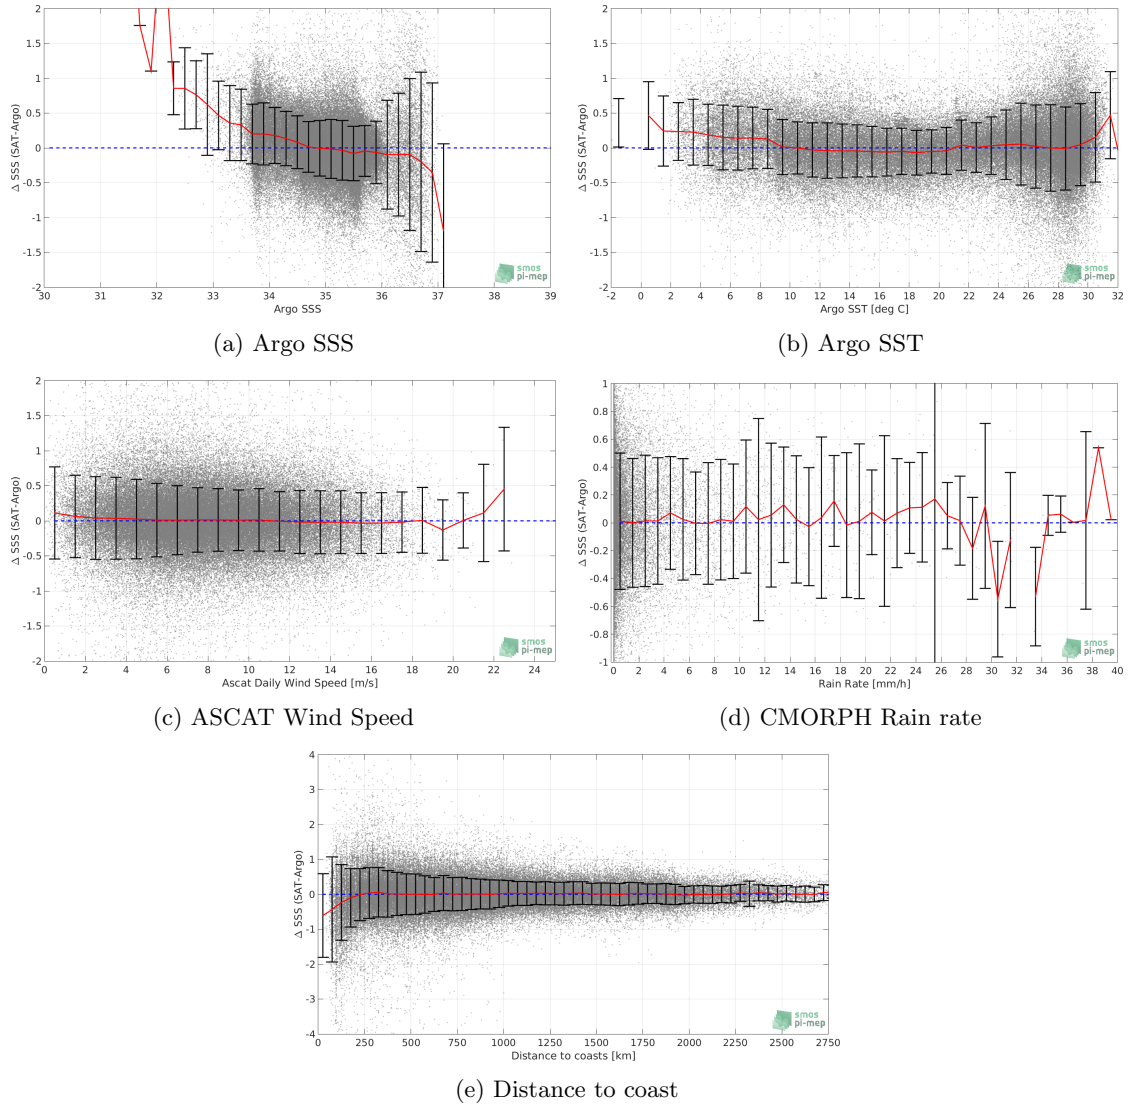 2
1.5
1
0.5
0
-0.5
-1
-1.5
-2
Δ SSS (SAT-Argo)
30 31 32 33 34 35 36 37 38 39
Argo SSS
smos
pi-mep
(a) Argo SSS
2
1.5
1
0.5
0
-0.5
-1
-1.5
-2
Δ SSS (SAT-Argo)
-2 0 2 4 6 8 10 12 14 16 18 20 22 24 26 28 30 32
Argo SST [deg C]
smos
pi-mep
(b) Argo SST
2
1.5
1
0.5
0
-0.5
-1
-1.5
-2
Δ SSS (SAT-Argo)
0 2 4 6 8 10 12 14 16 18 20 22 24
Ascat Daily Wind Speed [m/s]
smos
pi-mep
(c) ASCAT Wind Speed
1
0.8
0.6
0.4
0.2
0
-0.2
-0.4
-0.6
-0.8
-1
Δ SSS (SAT-Argo)
0 2 4 6 8 10 12 14 16 18 20 22 24 26 28 30 32 34 36 38 40
Rain Rate [mm/h]
smos
pi-mep
(d) CMORPH Rain rate
4
3
2
1
0
-1
-2
-3
-4
Δ SSS (SAT-Argo)
0 250 500 750 1000 1250 1500 1750 2000 2250 2500 2750
Distance to coasts [km]
smos
pi-mep
(e) Distance to coast